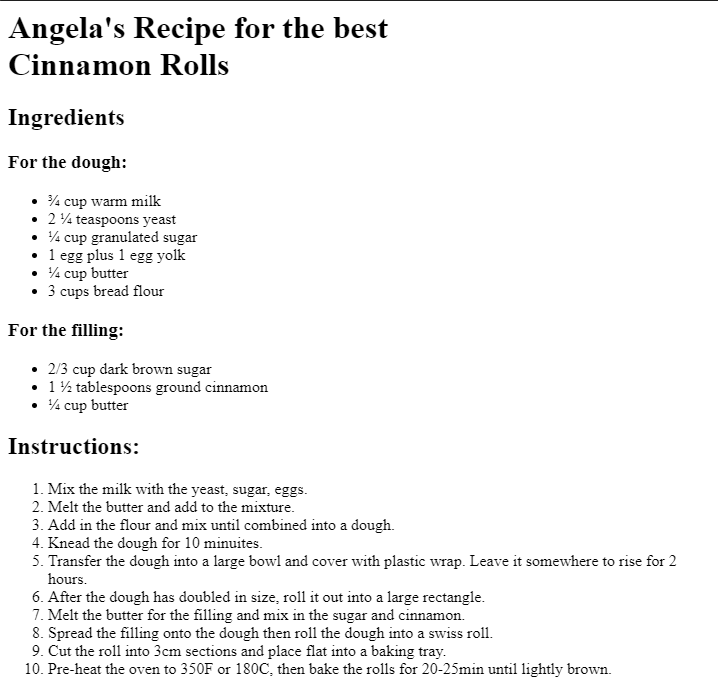 Angela's Recipe for the best
Cinnamon Rolls
Ingredients
For the dough:
• ¾ cup warm milk
• 2 ¼ teaspoons yeast
• ¼ cup granulated sugar
• 1 egg plus 1 egg yolk
• ¼ cup butter
• 3 cups bread flour
For the filling:
• 2/3 cup dark brown sugar
• 1 ½ tablespoons ground cinnamon
• ¼ cup butter
Instructions:
1. Mix the milk with the yeast, sugar, eggs.
2. Melt the butter and add to the mixture.
3. Add in the flour and mix until combined into a dough.
4. Knead the dough for 10 minuites.
5. Transfer the dough into a large bowl and cover with plastic wrap. Leave it somewhere to rise for 2
hours.
6. After the dough has doubled in size, roll it out into a large rectangle.
7. Melt the butter for the filling and mix in the sugar and cinnamon.
8. Spread the filling onto the dough then roll the dough into a swiss roll.
9. Cut the roll into 3cm sections and place flat into a baking tray.
10. Pre-heat the oven to 350F or 180C, then bake the rolls for 20-25min until lightly brown.